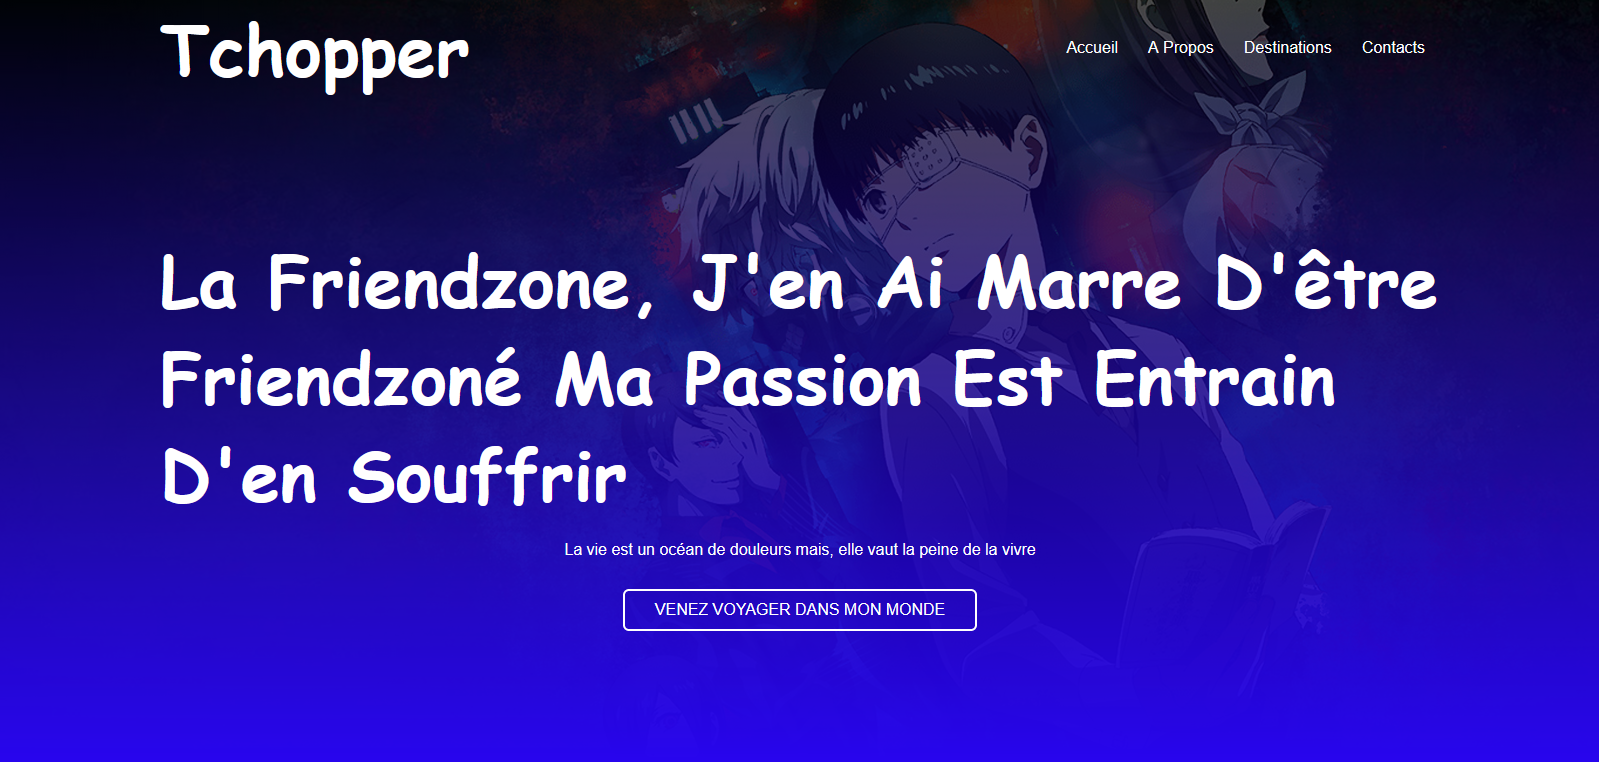 Tchopper
Accueil A Propos Destinations Contacts
La Friendzone, J'en Ai Marre D'être
Friendzoné Ma Passion Est Entrain
D'en Souffrir
La vie est un océan de douleurs mais, elle vaut la peine de la vivre
VENEZ VOYAGER DANS MON MONDE